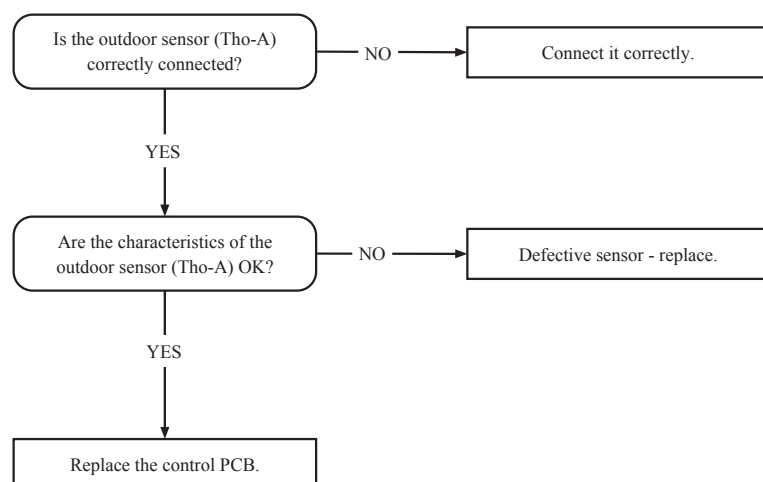 Is the outdoor sensor (Tho-A)
correctly connected?
NO
Connect it correctly.
YES
Are the characteristics of the
outdoor sensor (Tho-A) OK?
NO
Defective sensor - replace.
YES
Replace the control PCB.